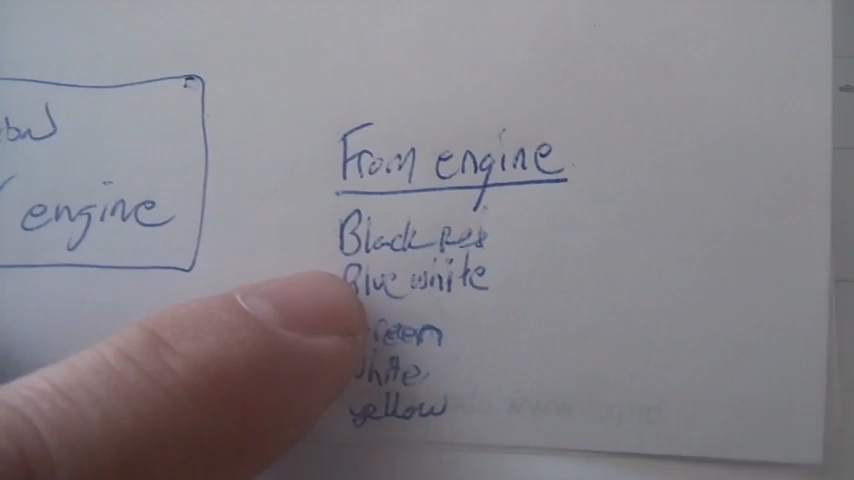 engine
From engine
Black red
Blue white
Green
White
yellow